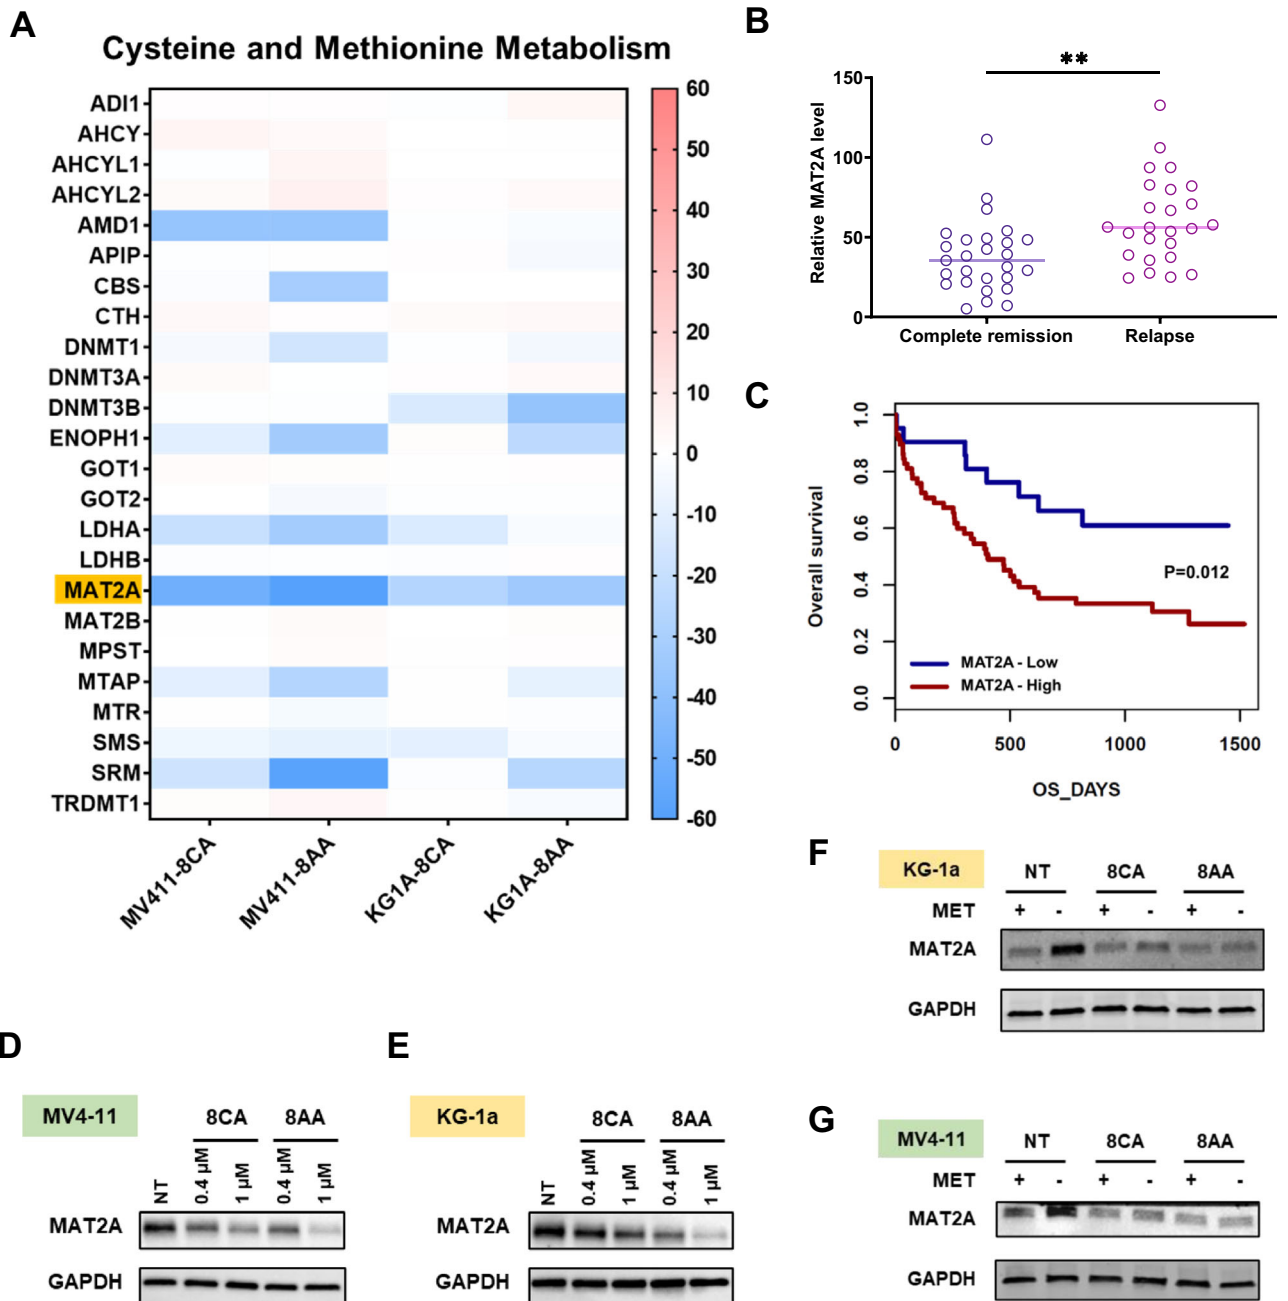 A
Cysteine and Methionine Metabolism
ADI1
AHCY
AHCYL1
AHCYL2
AMD1
APIP
CBS
CTH
DNMT1
DNMT3A
DNMT3B
ENOPH1
GOT1
GOT2
LDHA
LDHB
MAT2A
MAT2B
MPST
MTAP
MTR
SMS
SRM
TRDMT1
60
50
40
30
20
10
0
-10
-20
-30
-40
-50
-60
MV411-8CA
MV411-8AA
KG1A-8CA
KG1A-8AA
B
**
Relative MAT2A level
150
100
50
0
Complete remission Relapse
C
Overall survival
1.0
0.8
0.6
0.4
0.2
0.0
P=0.012
MAT2A - Low
MAT2A - High
0 500 1000 1500
OS_DAYS
D
MV4-11
8CA 8AA
NT 0.4 µM 1 µM 0.4 µM 1 µM
MAT2A
GAPDH
E
KG-1a
8CA 8AA
NT 0.4 µM 1 µM 0.4 µM 1 µM
MAT2A
GAPDH
F
KG-1a
NT 8CA 8AA
MET + - + - + -
MAT2A
GAPDH
G
MV4-11
NT 8CA 8AA
MET + - + - + -
MAT2A
GAPDH